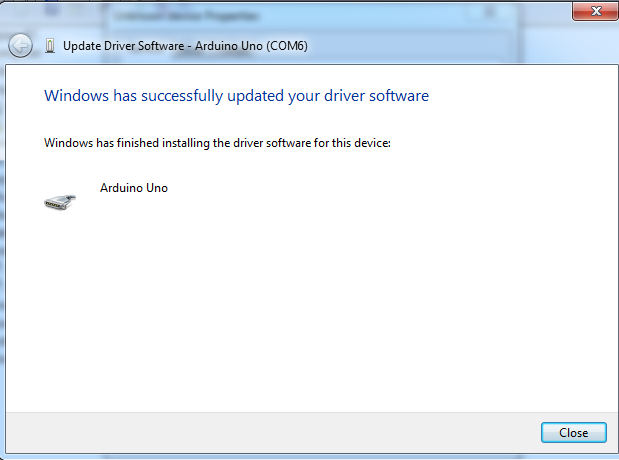 Unknown device Properties
Update Driver Software - Arduino Uno (COM6)
Windows has successfully updated your driver software
Windows has finished installing the driver software for this device:
Arduino Uno
Close